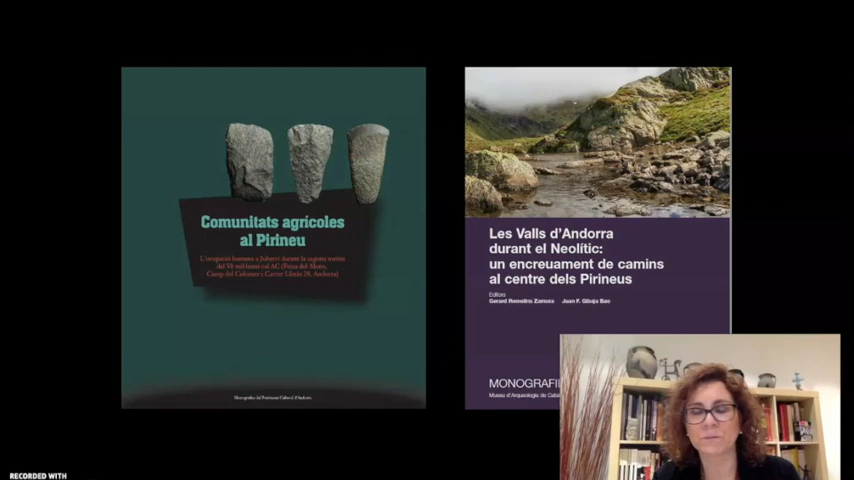 Comunitats agrícoles
al Pirineu
L'ocupació humana a Juberri durant la segona meitat
del Vè mil·lenni cal AC (Feixa del Moro,
Camp del Colomer i Carrer Llinàs 28, Andorra)
Monografies del Patrimoni Cultural d'Andorra
Les Valls d'Andorra
durant el Neolític:
un encreuament de camins
al centre dels Pirineus
Editors
Gerard Remolins Zamora Juan F. Gibaja Bao
MONOGRAFI
Museu d'Arqueologia de Cata
RECORDED WITH